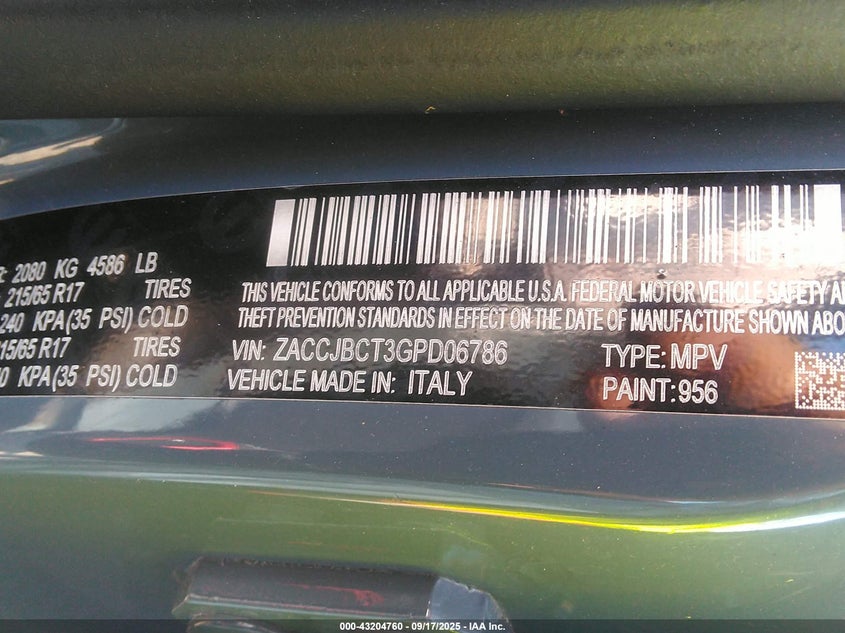 2080 KG 4586 LB
215/65 R17 TIRES
240 KPA(35 PSI) COLD
15/65 R17 TIRES
0 KPA(35 PSI) COLD
THIS VEHICLE CONFORMS TO ALL APPLICABLE U.S.A. FEDERAL MOTOR VEHICLE SAFETY
THEFT PREVENTION STANDARDS IN EFFECT ON THE DATE OF MANUFACTURE SHOWN ABO
VIN: ZACCJBCT3GPD06786 TYPE: MPV
VEHICLE MADE IN: ITALY PAINT: 956
000-43204760 - 09/17/2025 - IAA Inc.